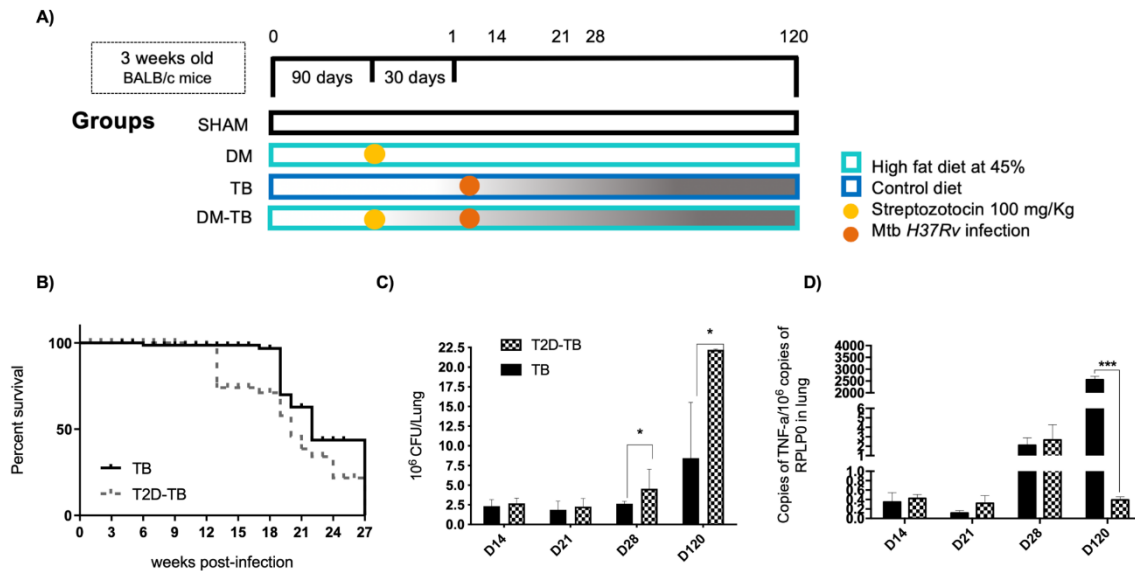 A)
0 1 14 21 28 120
3 weeks old
BALB/c mice
90 days 30 days
Groups
SHAM
DM
TB
DM-TB
High fat diet at 45%
Control diet
Streptozotocin 100 mg/Kg
Mtb H37Rv infection
B)
Percent survival
100
50
0
TB
T2D-TB
0 3 6 9 12 15 18 21 24 27
weeks post-infection
C)
10⁶ CFU/Lung
22.5
20.0
17.5
15.0
12.5
10.0
7.5
5.0
2.5
0.0
T2D-TB
TB
*
*
D14 D21 D28 D120
D)
Copies of TNF-a/10⁶ copies of
RPLP0 in lung
4000
3500
3000
2500
2000
6
5
4
3
2
1
1.0
0.8
0.6
0.4
0.2
0.0
***
D14 D21 D28 D120